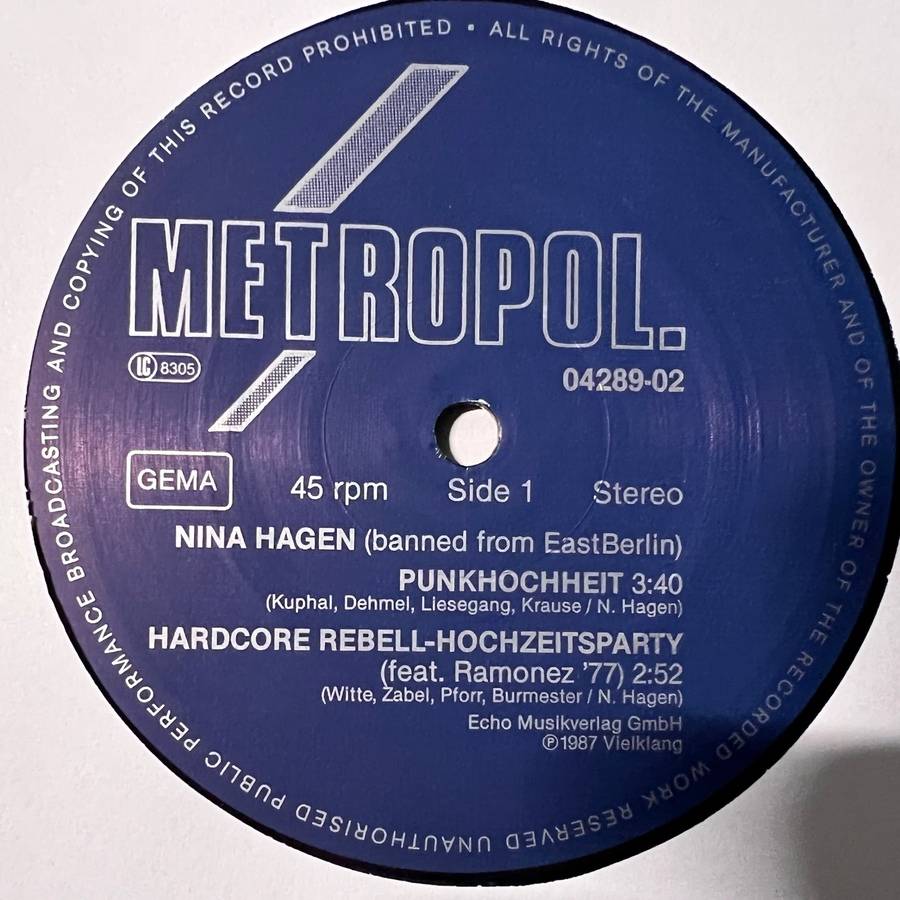 ALL RIGHTS OF THE MANUFACTURER AND OF THE OWNER OF THE RECORDED WORK RESERVED UNAUTHORISED PUBLIC PERFORMANCE BROADCASTING AND COPYING OF THIS RECORD PROHIBITED •
METROPOL.
LC 8305
04289-02
GEMA 45 rpm Side 1 Stereo
NINA HAGEN (banned from EastBerlin)
PUNKHOCHHEIT 3:40
(Kuphal, Dehmel, Liesegang, Krause / N. Hagen)
HARDCORE REBELL-HOCHZEITSPARTY
(feat. Ramonez '77) 2:52
(Witte, Zabel, Pforr, Burmester / N. Hagen)
Echo Musikverlag GmbH
Ⓟ1987 Vielklang